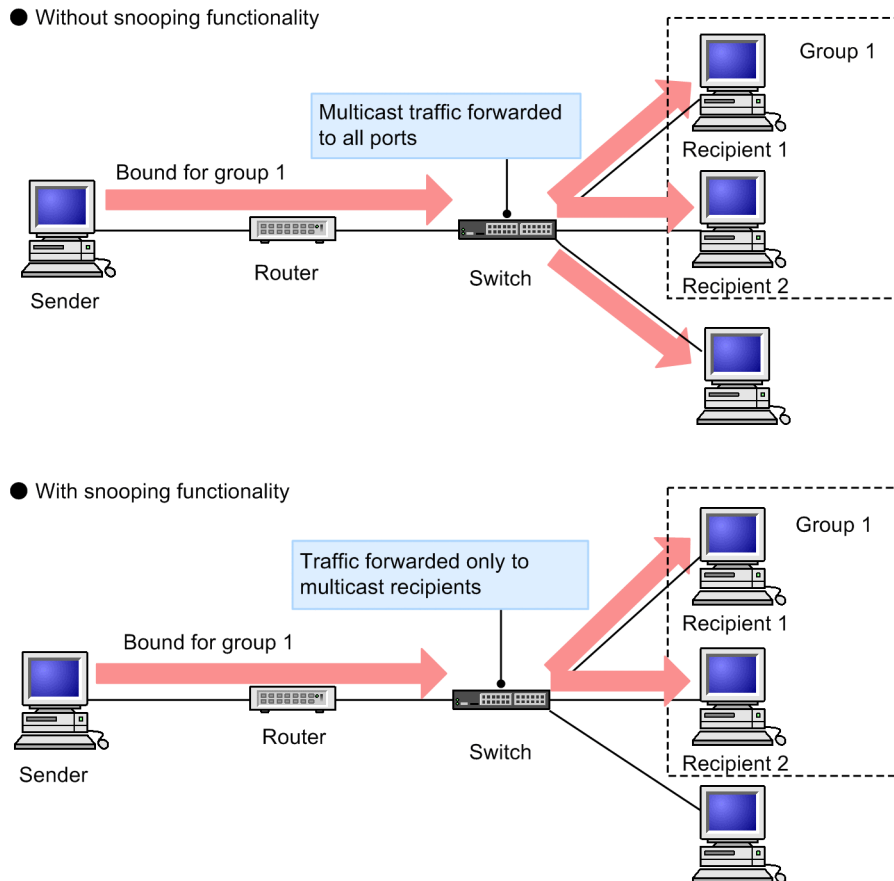 ● Without snooping functionality
Group 1
Multicast traffic forwarded
to all ports
Bound for group 1
Recipient 1
Sender
Router
Switch
Recipient 2
● With snooping functionality
Group 1
Traffic forwarded only to
multicast recipients
Bound for group 1
Recipient 1
Sender
Router
Switch
Recipient 2